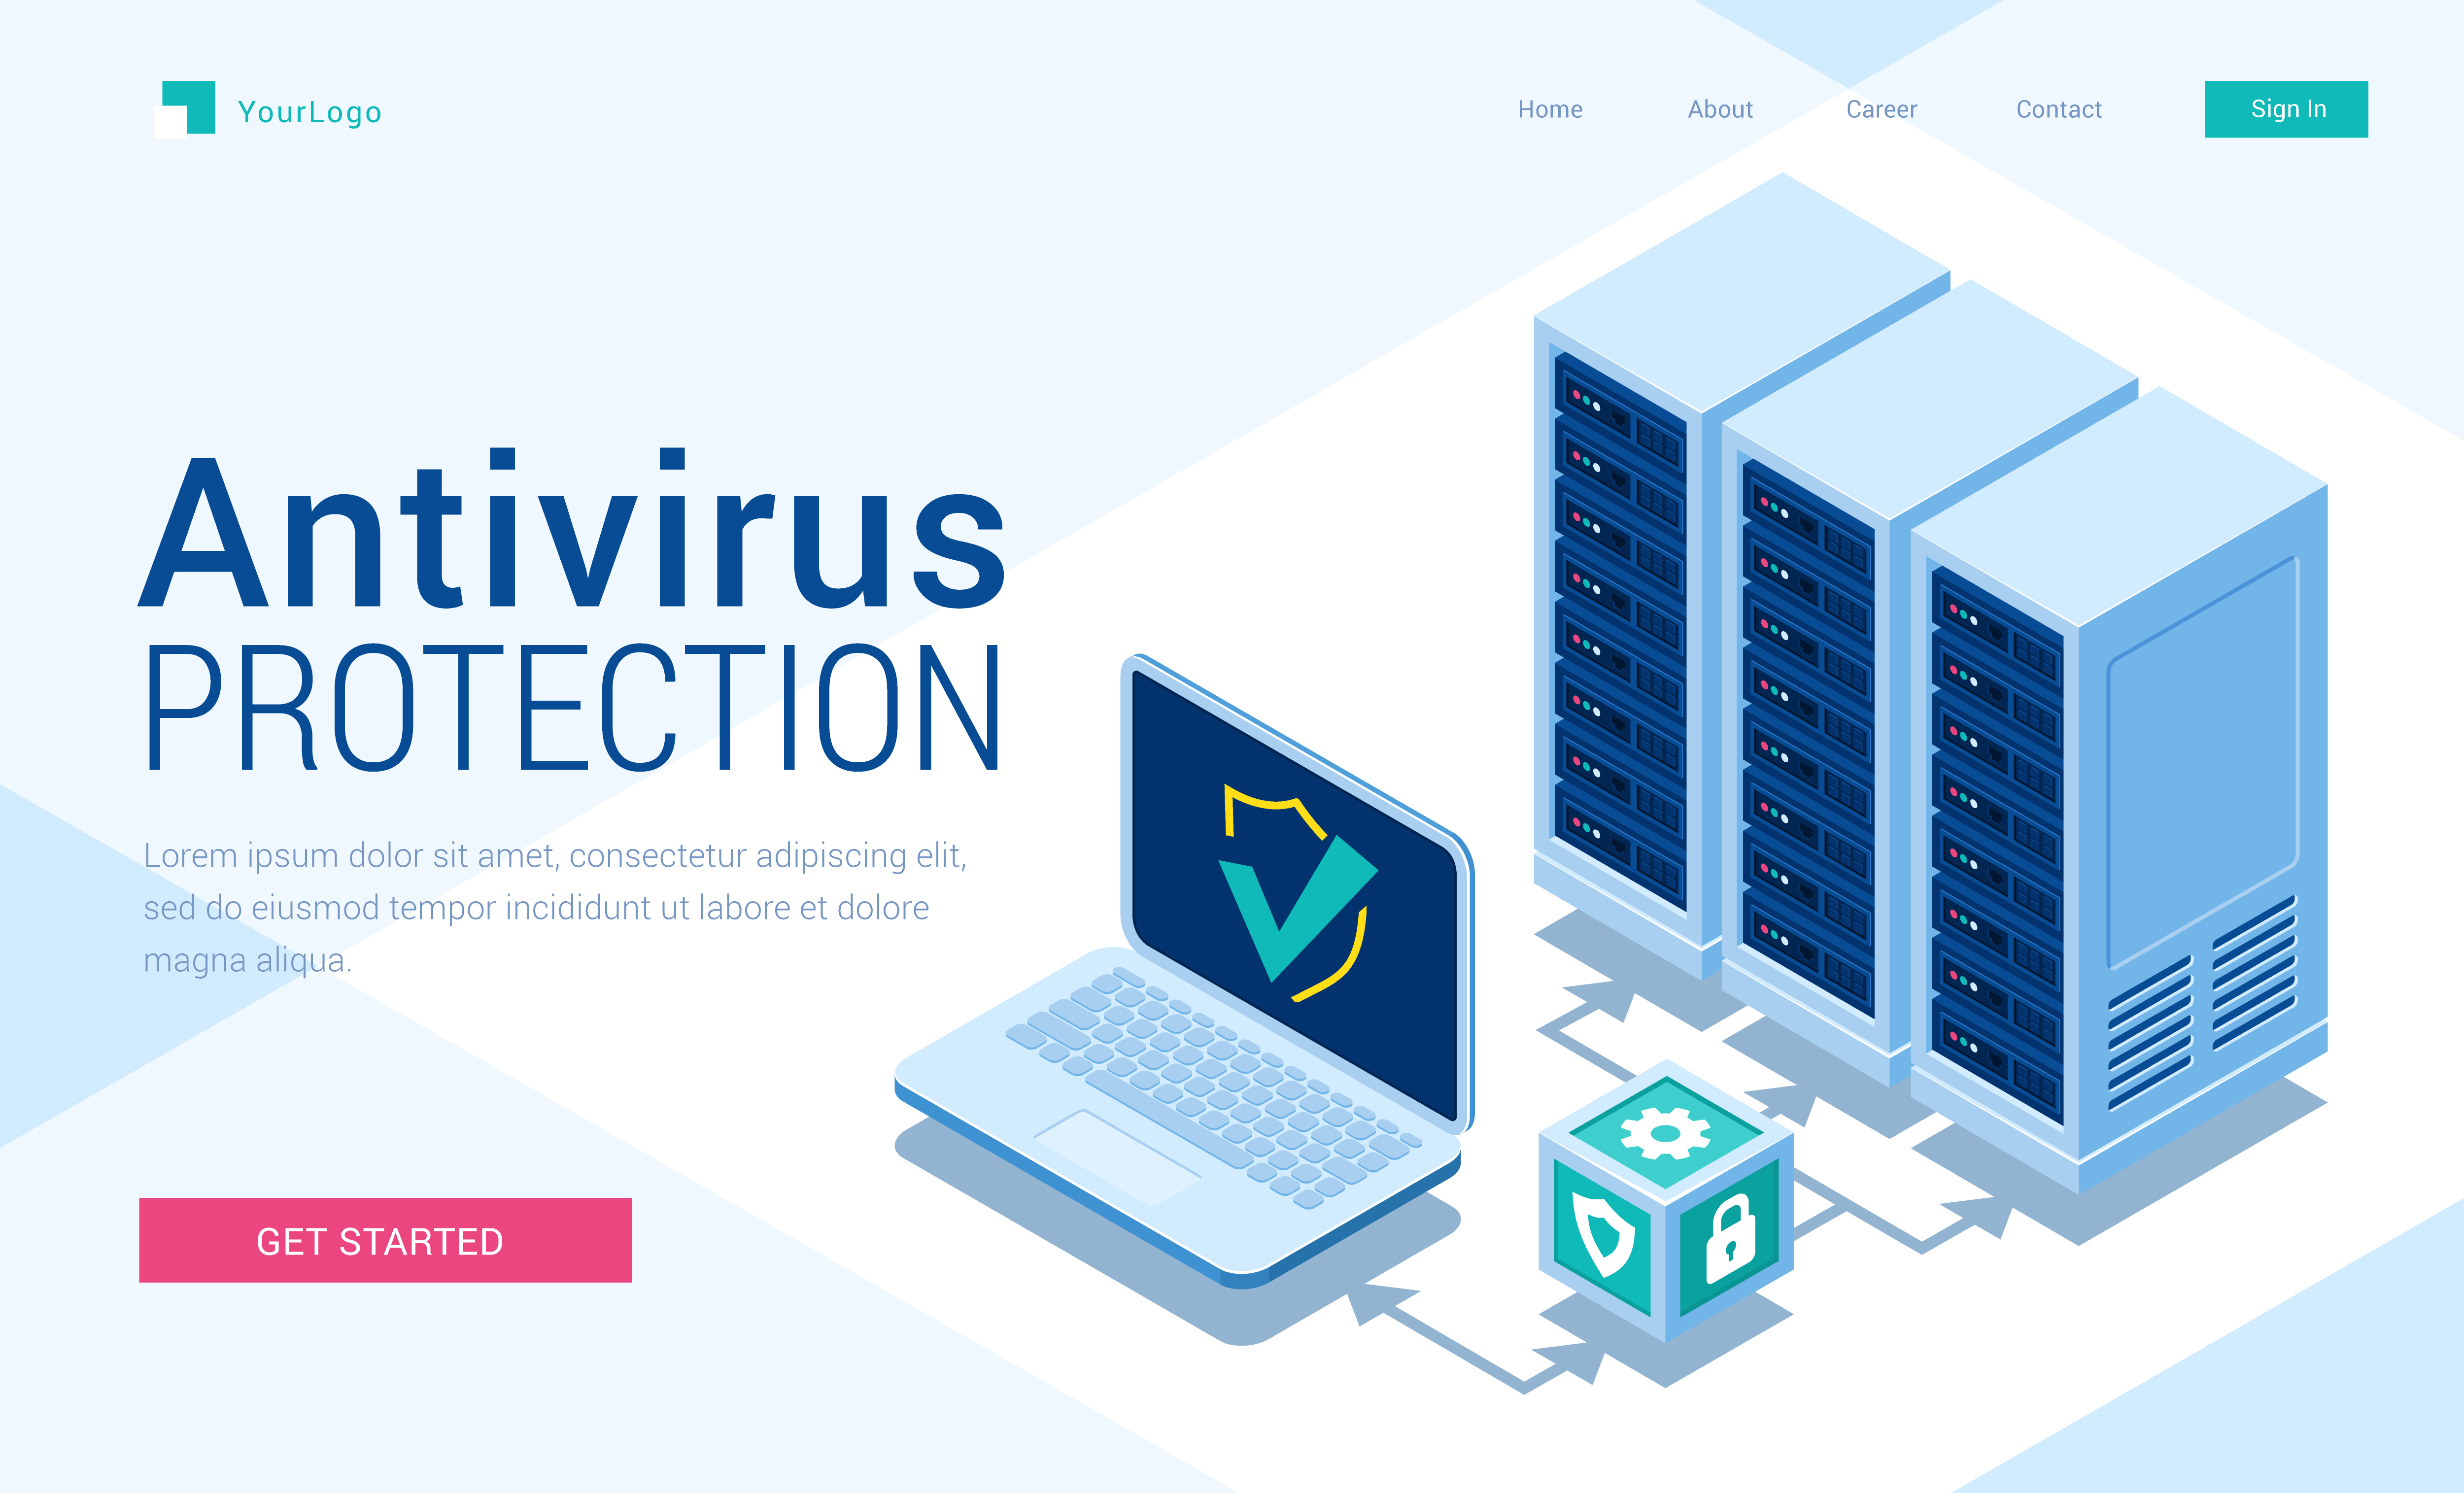 YourLogo
Home
About
Career
Contact
Sign In
Antivirus
PROTECTION
Lorem ipsum dolor sit amet, consectetur adipiscing elit,
sed do eiusmod tempor incididunt ut labore et dolore
magna aliqua.
GET STARTED